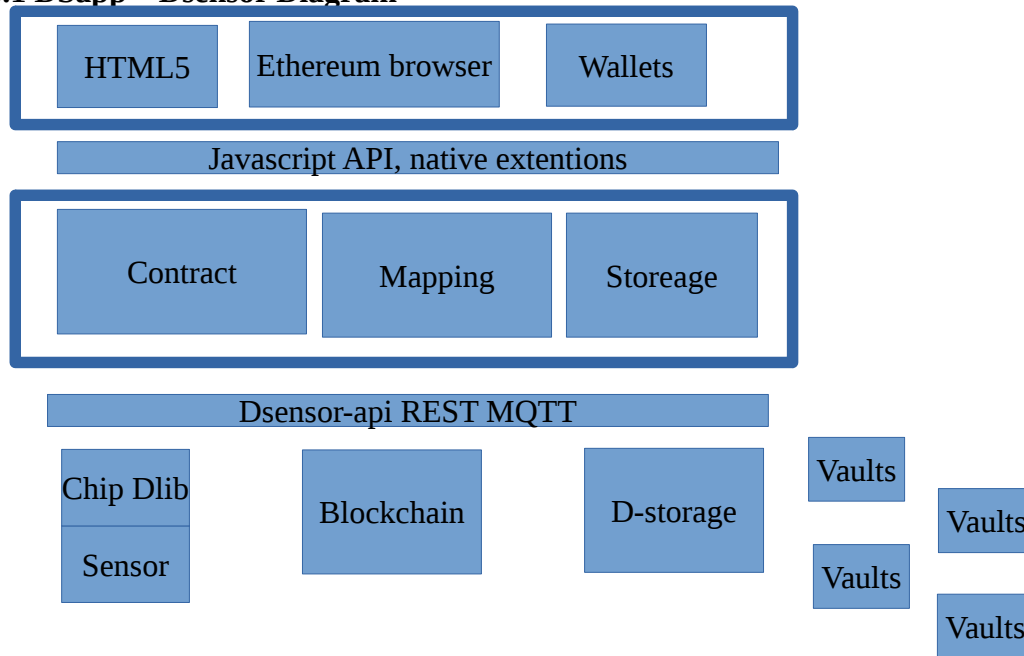 Diagram
HTML5
Ethereum browser
Wallets
Javascript API, native extentions
Contract
Mapping
Storeage
Dsensor-api REST MQTT
Chip Dlib
Sensor
Blockchain
D-storage
Vaults
Vaults
Vaults
Vaults